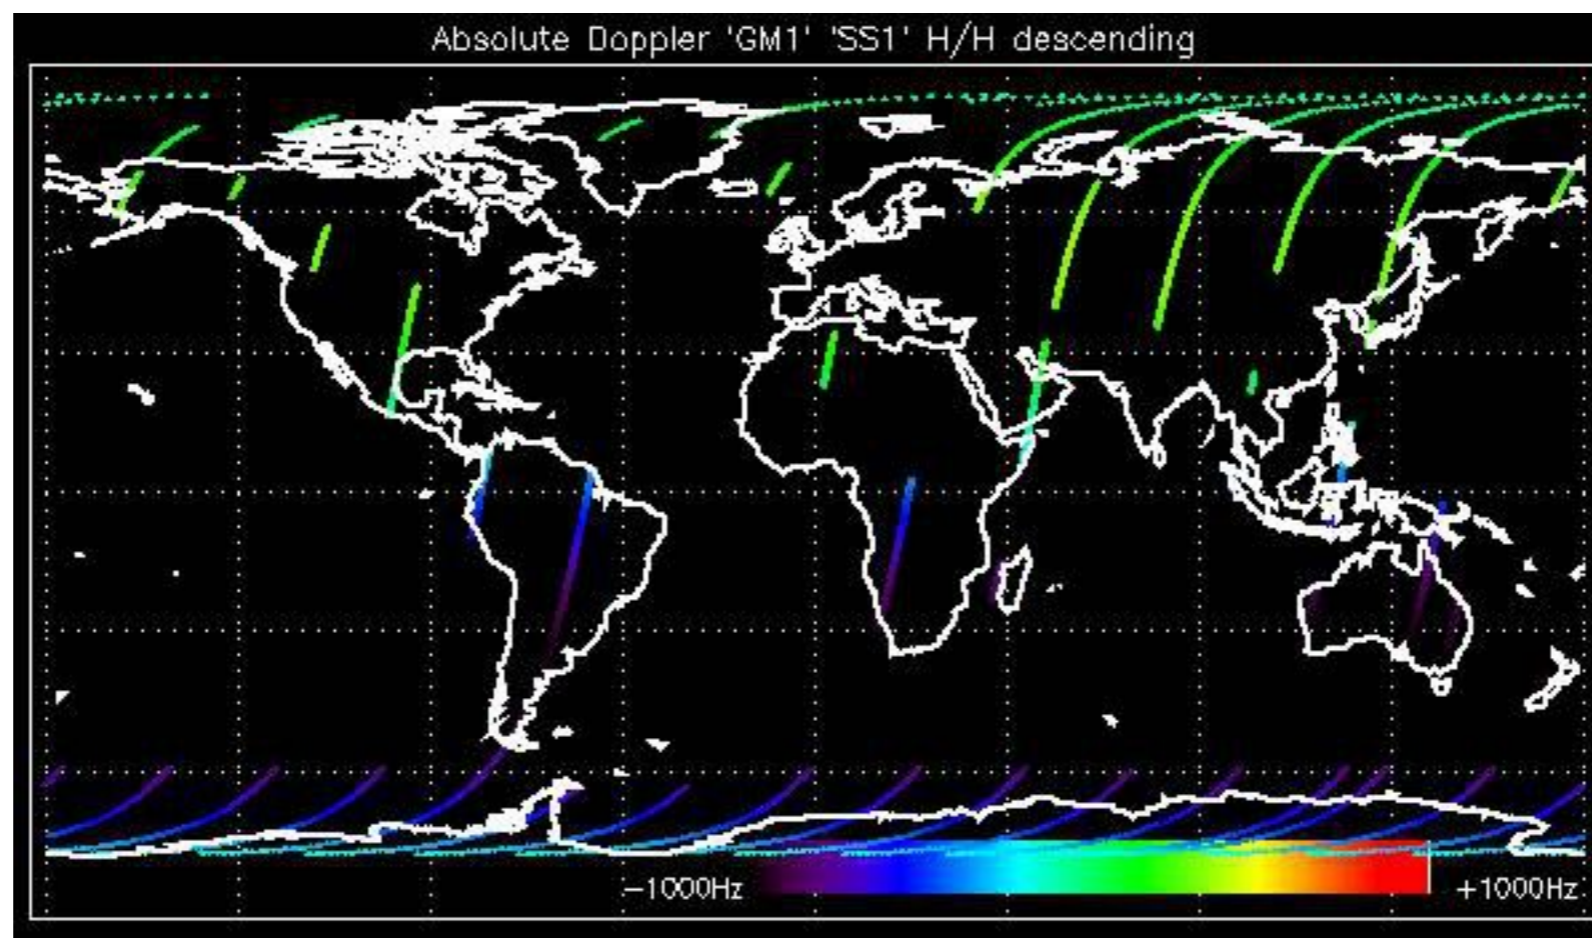 Absolute Doppler 'GM1' 'SS1' H/H descending
-1000Hz +1000Hz